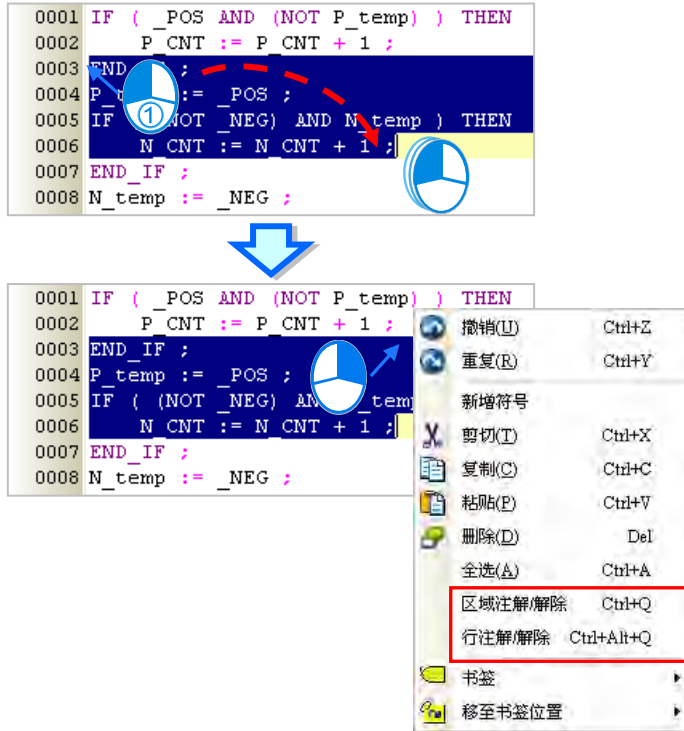 0001 IF ( _POS AND (NOT P_temp) ) THEN
0002 P_CNT := P_CNT + 1 ;
0003 END ;
0004 P_t := _POS ;
0005 IF (NOT _NEG) AND N_temp ) THEN
0006 N_CNT := N_CNT + 1 ;
0007 END_IF ;
0008 N_temp := _NEG ;
①
0001 IF ( _POS AND (NOT P_temp) ) THEN
0002 P_CNT := P_CNT + 1 ;
0003 END_IF ;
0004 P_temp := _POS ;
0005 IF ( (NOT _NEG) AN _tem
0006 N_CNT := N_CNT + 1 ;
0007 END_IF ;
0008 N_temp := _NEG ;
撤销(U) Ctrl+Z
重复(R) Ctrl+Y
新增符号
剪切(T) Ctrl+X
复制(C) Ctrl+C
粘贴(P) Ctrl+V
删除(D) Del
全选(A) Ctrl+A
区域注解/解除 Ctrl+Q
行注解/解除 Ctrl+Alt+Q
书签
移至书签位置